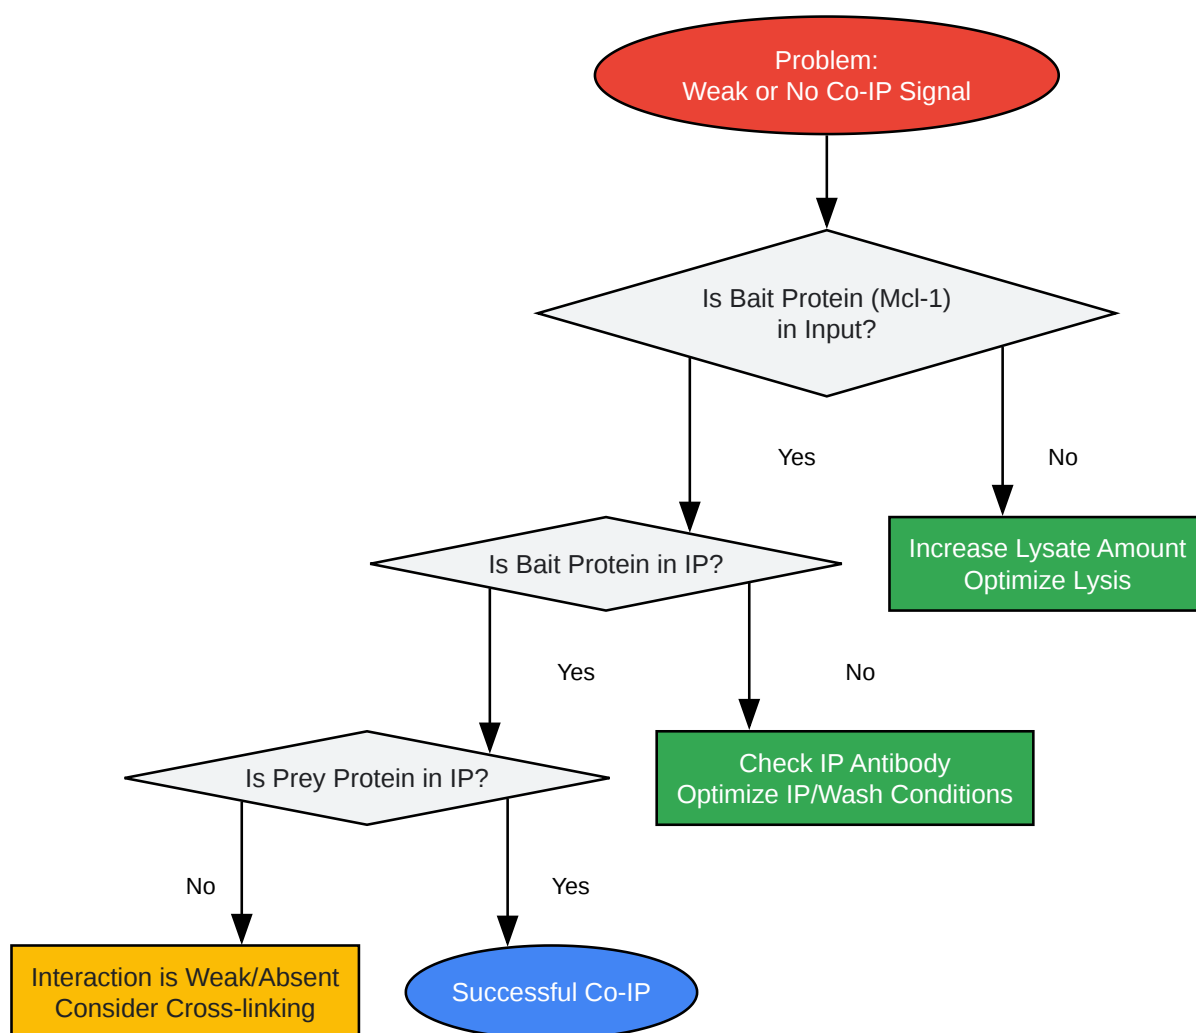 Problem:
Weak or No Co-IP Signal
Is Bait Protein (Mcl-1)
in Input?
Yes
No
Is Bait Protein in IP?
Increase Lysate Amount
Optimize Lysis
Yes
No
Is Prey Protein in IP?
Check IP Antibody
Optimize IP/Wash Conditions
No
Yes
Interaction is Weak/Absent
Consider Cross-linking
Successful Co-IP